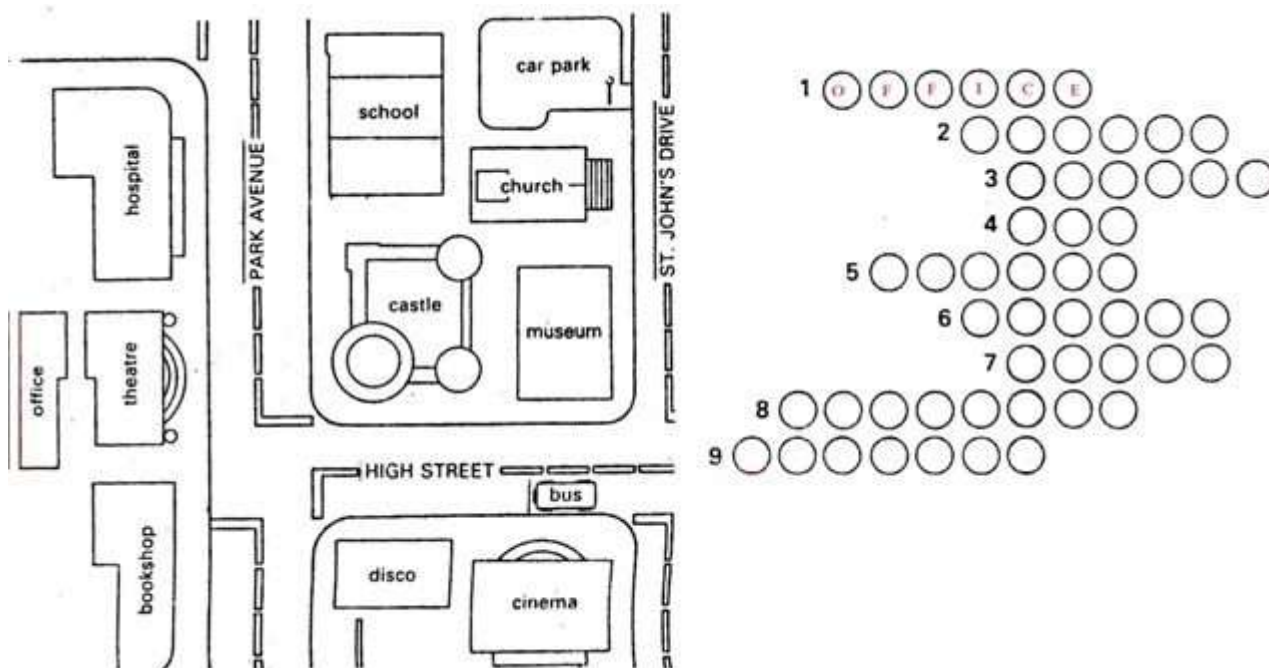 car park
school
church
hospital
PARK AVENUE
ST. JOHN'S DRIVE
castle
museum
office
theatre
HIGH STREET
bus
bookshop
disco
cinema
1 O F F I C E
2
3
4
5
6
7
8
9